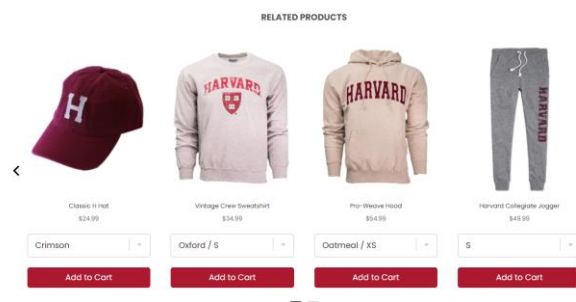 RELATED PRODUCTS
H
HARVARD
HARVARD
HARVARD
Classic H Hat
$24.99
Vintage Crew Sweatshirt
$34.99
Pro-Weave Hood
$54.99
Harvard Collegiate Jogger
$49.99
Crimson
Oxford / S
Oatmeal / XS
S
Add to Cart
Add to Cart
Add to Cart
Add to Cart